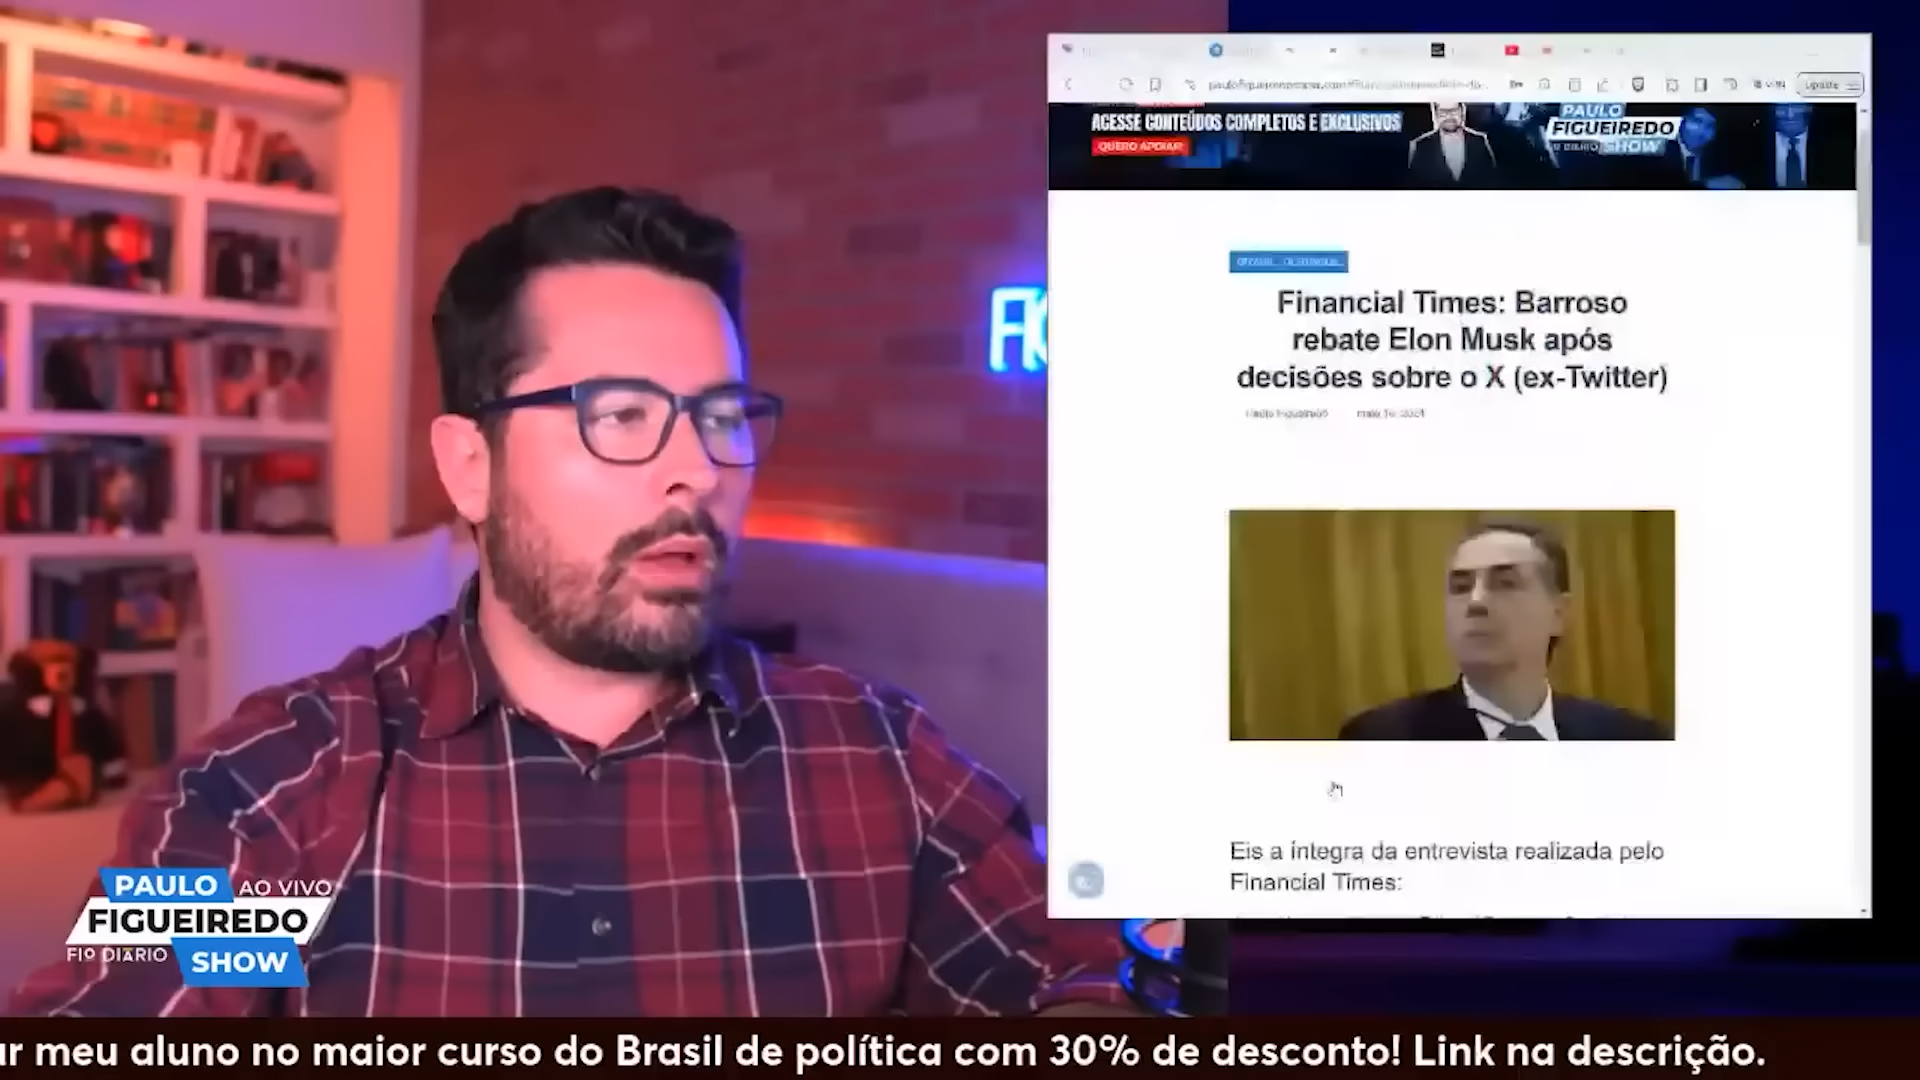 ACESSE CONTEÚDOS COMPLETOS E EXCLUSIVOS
QUERO APOIAR!
PAULO
FIGUEIREDO
SHOW
Financial Times: Barroso
rebate Elon Musk após
decisões sobre o X (ex-Twitter)
Paulo Figueiredo
Eis a íntegra da entrevista realizada pelo
Financial Times:
PAULO AO VIVO
FIGUEIREDO
FIO DIÁRIO SHOW
r meu aluno no maior curso do Brasil de política com 30% de desconto! Link na descrição.